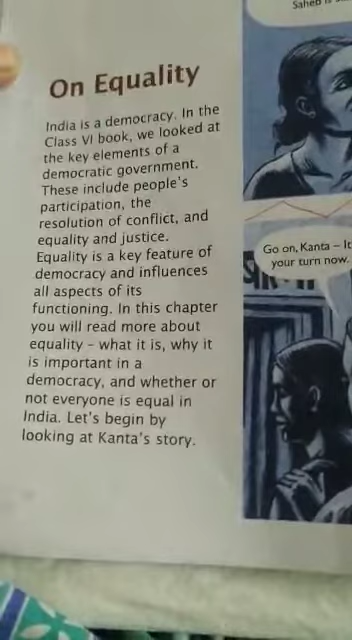 Saheb is
On Equality
India is a democracy. In the
Class VI book, we looked at
the key elements of a
democratic government.
These include people's
participation, the
resolution of conflict, and
equality and justice.
Equality is a key feature of
democracy and influences
all aspects of its
functioning. In this chapter
you will read more about
equality – what it is, why it
is important in a
democracy, and whether or
not everyone is equal in
India. Let's begin by
looking at Kanta's story.
Go on, Kanta – It
your turn now.